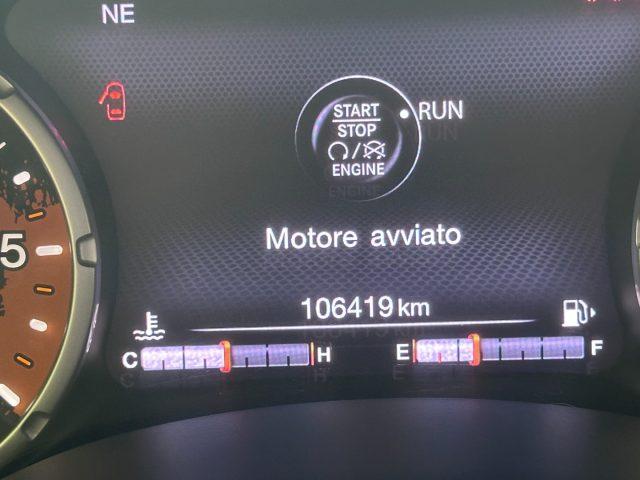 NE
START
STOP
ENGINE
RUN
Motore avviato
106419 km
C H
E F
5